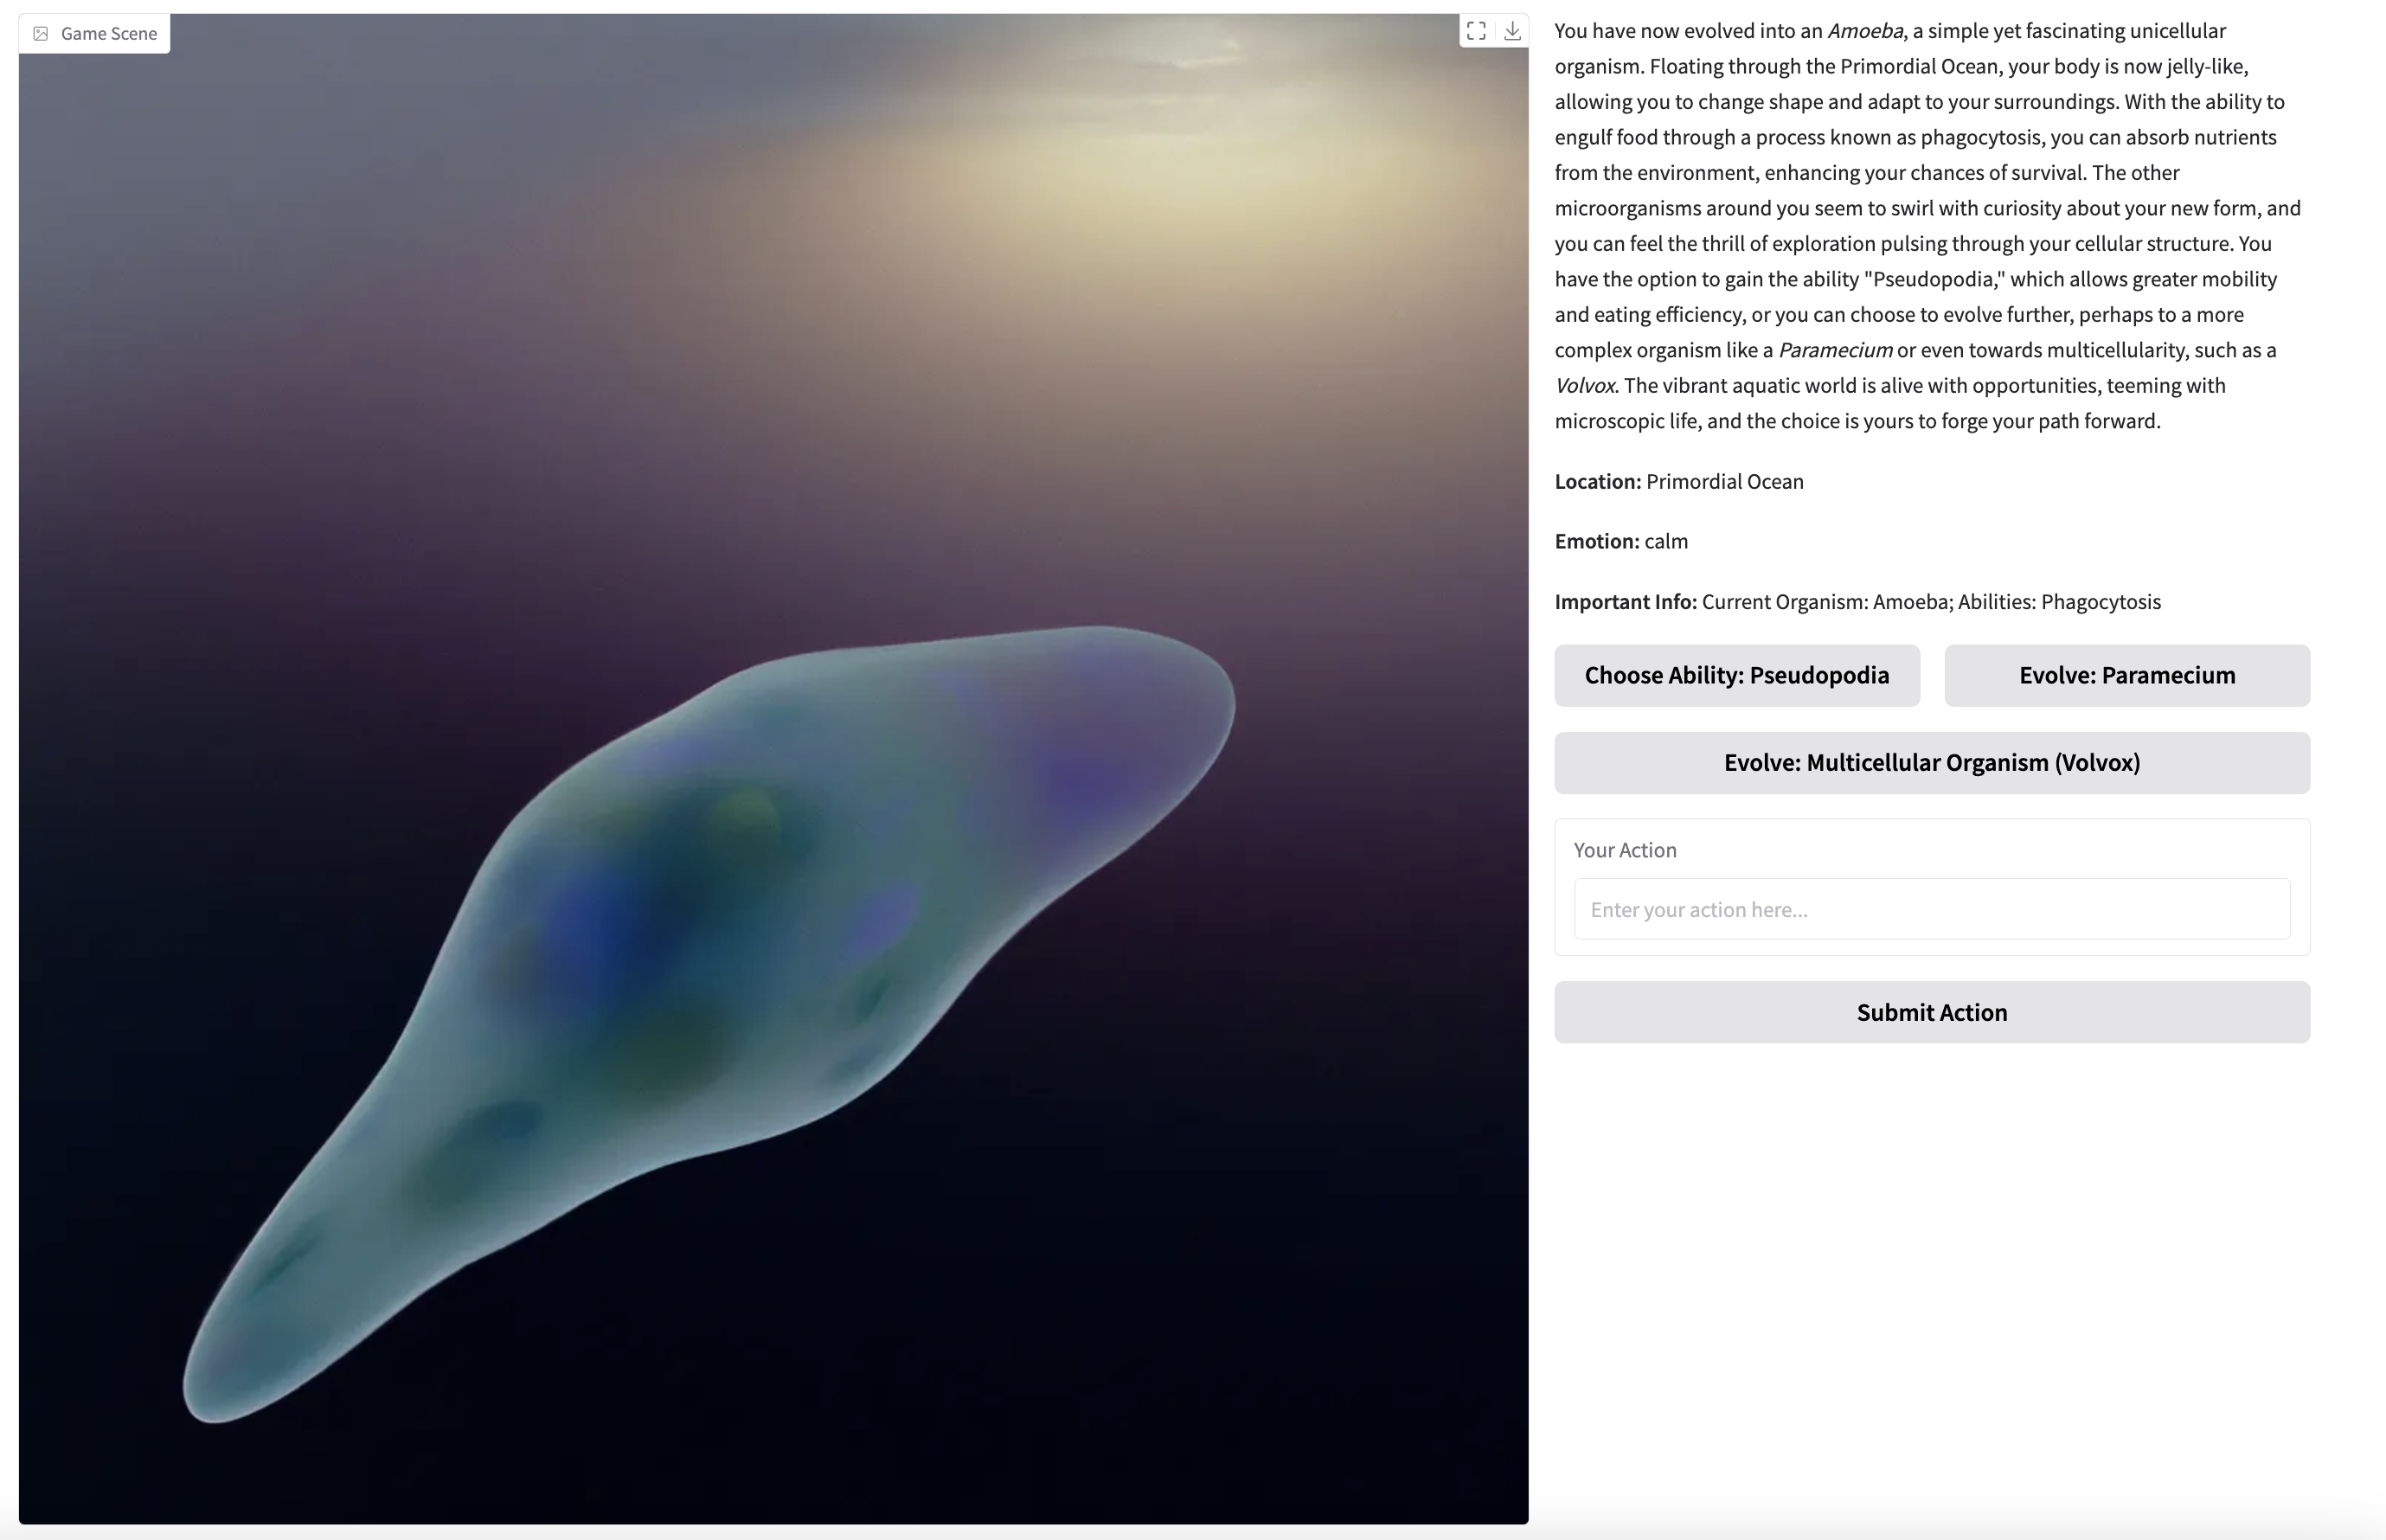 Game Scene
You have now evolved into an Amoeba, a simple yet fascinating unicellular
organism. Floating through the Primordial Ocean, your body is now jelly-like,
allowing you to change shape and adapt to your surroundings. With the ability to
engulf food through a process known as phagocytosis, you can absorb nutrients
from the environment, enhancing your chances of survival. The other
microorganisms around you seem to swirl with curiosity about your new form, and
you can feel the thrill of exploration pulsing through your cellular structure. You
have the option to gain the ability "Pseudopodia," which allows greater mobility
and eating efficiency, or you can choose to evolve further, perhaps to a more
complex organism like a Paramecium or even towards multicellularity, such as a
Volvox. The vibrant aquatic world is alive with opportunities, teeming with
microscopic life, and the choice is yours to forge your path forward.
Location: Primordial Ocean
Emotion: calm
Important Info: Current Organism: Amoeba; Abilities: Phagocytosis
Choose Ability: Pseudopodia
Evolve: Paramecium
Evolve: Multicellular Organism (Volvox)
Your Action
Enter your action here...
Submit Action